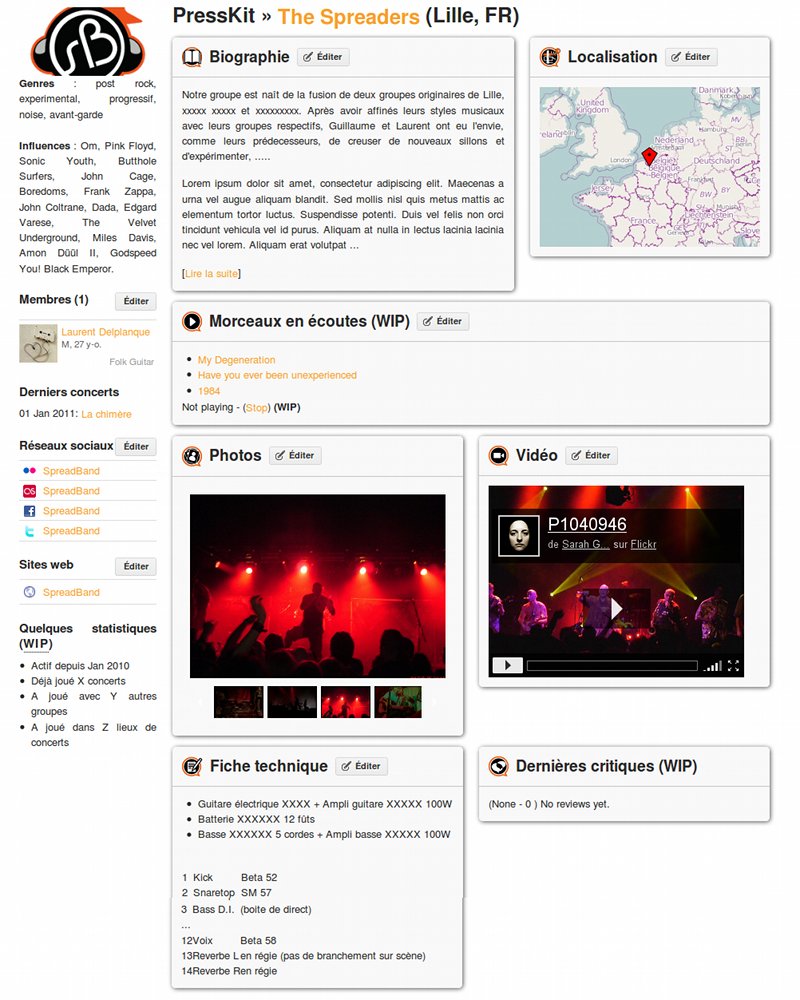 PressKit » The Spreaders (Lille, FR)
Genres : post rock,
experimental, progressif,
noise, avant-garde
Influences : Om, Pink Floyd,
Sonic Youth, Butthole
Surfers, John Cage,
Boredoms, Frank Zappa,
John Coltrane, Dada, Edgard
Varese, The Velvet
Underground, Miles Davis,
Amon Düül II, Godspeed
You! Black Emperor.
Membres (1) Éditer
Laurent Delplanque
M, 27 y-o.
Folk Guitar
Derniers concerts
01 Jan 2011: La chimère
Réseaux sociaux Éditer
SpreadBand
SpreadBand
SpreadBand
SpreadBand
Sites web Éditer
SpreadBand
Quelques statistiques
(WIP)
Actif depuis Jan 2010
Déjà joué X concerts
A joué avec Y autres
groupes
A joué dans Z lieux de
concerts
Biographie Éditer
Notre groupe est naît de la fusion de deux groupes originaires de Lille,
xxxxx xxxxx et xxxxxxxxx. Après avoir affinés leurs styles musicaux
avec leurs groupes respectifs, Guillaume et Laurent ont eu l'envie,
comme leurs prédecesseurs, de creuser de nouveaux sillons et
d'expérimenter, .....
Lorem ipsum dolor sit amet, consectetur adipiscing elit. Maecenas a
urna vel augue aliquam blandit. Sed mollis nisl quis metus mattis ac
elementum tortor luctus. Suspendisse potenti. Duis vel felis non orci
tincidunt vehicula vel id purus. Aliquam at nulla in lectus lacinia lacinia
nec vel lorem. Aliquam erat volutpat ...
[Lire la suite]
Localisation Éditer
United
Kingdom
Danmark
Hamburg
Nederland
London
België
Belgique
Deutschland
Jersey
France
Liechtenstein
Morceaux en écoutes (WIP) Éditer
My Degeneration
Have you ever been unexperienced
1984
Not playing - (Stop) (WIP)
Photos Éditer
Vidéo Éditer
P1040946
de Sarah G... sur Flickr
Fiche technique Éditer
Guitare électrique XXXX + Ampli guitare XXXXX 100W
Batterie XXXXXX 12 fûts
Basse XXXXXX 5 cordes + Ampli basse XXXXX 100W
1 Kick Beta 52
2 Snaretop SM 57
3 Bass D.I. (boite de direct)
...
12Voix Beta 58
13Reverbe L en régie (pas de branchement sur scène)
14Reverbe R en régie
Dernières critiques (WIP)
(None - 0 ) No reviews yet.